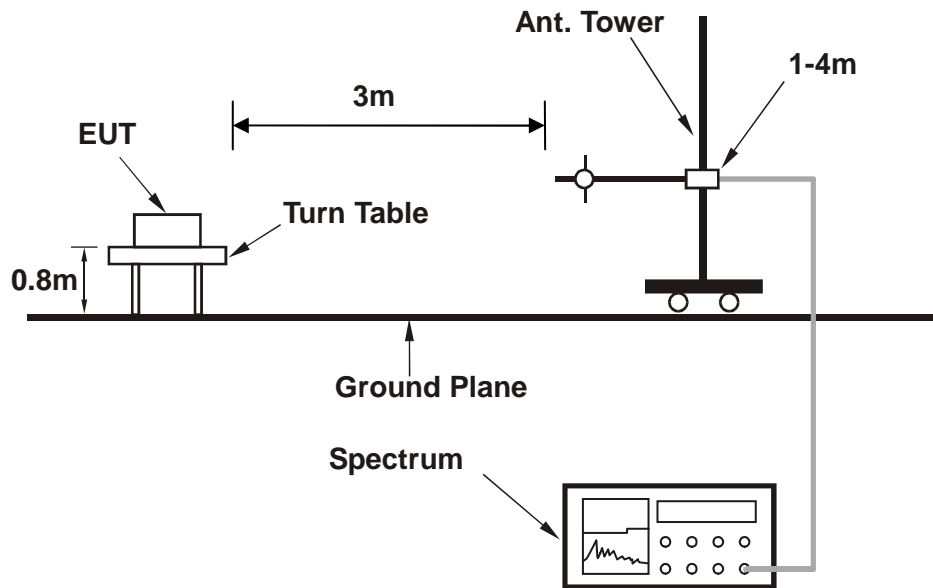 Ant. Tower
1-4m
3m
EUT
Turn Table
0.8m
Ground Plane
Spectrum